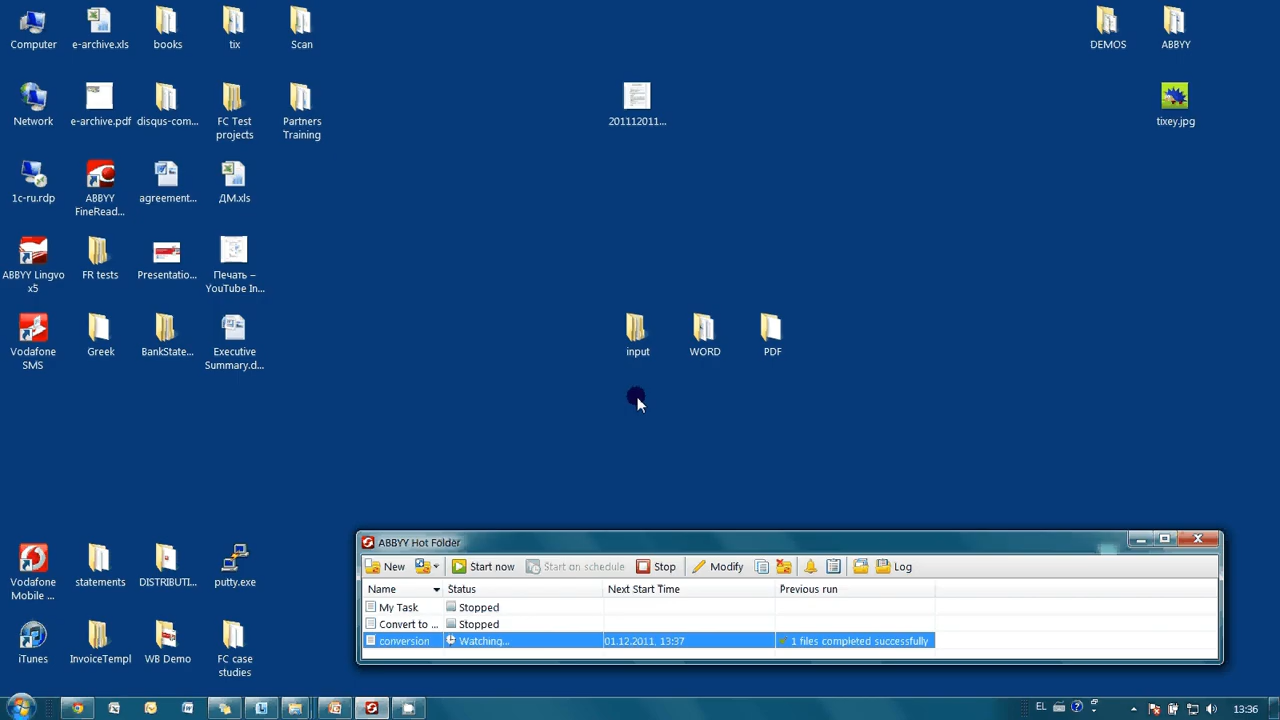 Computer
e-archive.xls
books
tix
Scan
DEMOS
ABBYY
Network
e-archive.pdf
disqus-com...
FC Test
projects
Partners
Training
201112011...
tixey.jpg
1c-ru.rdp
ABBYY
FineRead...
agreement...
ДМ.xls
ABBYY Lingvo
x5
FR tests
Presentatio...
Печать –
YouTube In...
Vodafone
SMS
Greek
BankState...
Executive
Summary.d...
input
WORD
PDF
Vodafone
Mobile ...
statements
DISTRIBUTI...
putty.exe
iTunes
InvoiceTempl
WB Demo
FC case
studies
ABBYY Hot Folder
New
Start now
Start an schedule
Stop
Modify
Log
Name
Status
Next Start Time
Previous run
My Task
Stopped
Convert to ...
Stopped
conversion
Watching...
01.12.2011, 13:37
1 files completed successfully
EL
13:36